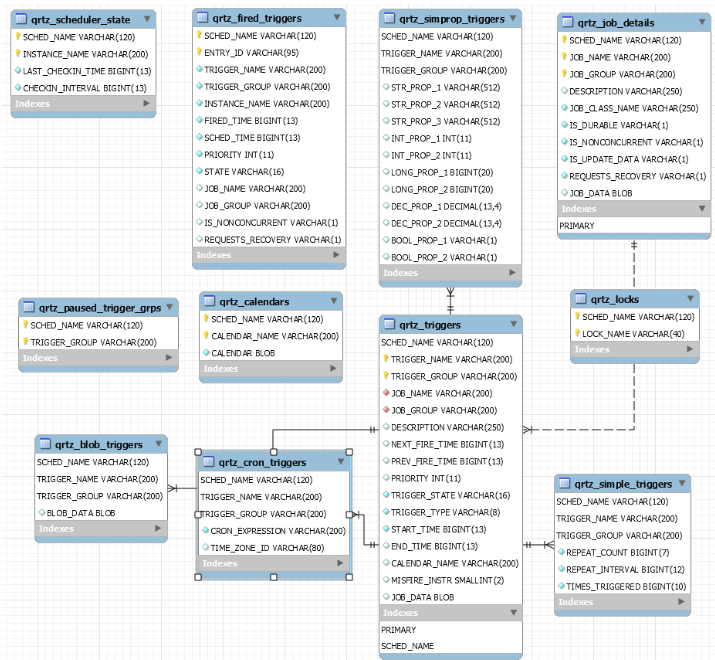 qrtz_scheduler_state
SCHED_NAME VARCHAR(120)
INSTANCE_NAME VARCHAR(200)
LAST_CHECKIN_TIME BIGINT(13)
CHECKIN_INTERVAL BIGINT(13)
Indexes
qrtz_fired_triggers
SCHED_NAME VARCHAR(120)
ENTRY_ID VARCHAR(95)
TRIGGER_NAME VARCHAR(200)
TRIGGER_GROUP VARCHAR(200)
INSTANCE_NAME VARCHAR(200)
FIRED_TIME BIGINT(13)
SCHED_TIME BIGINT(13)
PRIORITY INT(11)
STATE VARCHAR(16)
JOB_NAME VARCHAR(200)
JOB_GROUP VARCHAR(200)
IS_NONCONCURRENT VARCHAR(1)
REQUESTS_RECOVERY VARCHAR(1)
Indexes
qrtz_simprop_triggers
SCHED_NAME VARCHAR(120)
TRIGGER_NAME VARCHAR(200)
TRIGGER_GROUP VARCHAR(200)
STR_PROP_1 VARCHAR(512)
STR_PROP_2 VARCHAR(512)
STR_PROP_3 VARCHAR(512)
INT_PROP_1 INT(11)
INT_PROP_2 INT(11)
LONG_PROP_1 BIGINT(20)
LONG_PROP_2 BIGINT(20)
DEC_PROP_1 DECIMAL(13,4)
DEC_PROP_2 DECIMAL(13,4)
BOOL_PROP_1 VARCHAR(1)
BOOL_PROP_2 VARCHAR(1)
Indexes
qrtz_job_details
SCHED_NAME VARCHAR(120)
JOB_NAME VARCHAR(200)
JOB_GROUP VARCHAR(200)
DESCRIPTION VARCHAR(250)
JOB_CLASS_NAME VARCHAR(250)
IS_DURABLE VARCHAR(1)
IS_NONCONCURRENT VARCHAR(1)
IS_UPDATE_DATA VARCHAR(1)
REQUESTS_RECOVERY VARCHAR(1)
JOB_DATA BLOB
Indexes
PRIMARY
qrtz_paused_trigger_grps
SCHED_NAME VARCHAR(120)
TRIGGER_GROUP VARCHAR(200)
Indexes
qrtz_calendars
SCHED_NAME VARCHAR(120)
CALENDAR_NAME VARCHAR(200)
CALENDAR BLOB
Indexes
qrtz_triggers
SCHED_NAME VARCHAR(120)
TRIGGER_NAME VARCHAR(200)
TRIGGER_GROUP VARCHAR(200)
JOB_NAME VARCHAR(200)
JOB_GROUP VARCHAR(200)
DESCRIPTION VARCHAR(250)
NEXT_FIRE_TIME BIGINT(13)
PREV_FIRE_TIME BIGINT(13)
PRIORITY INT(11)
TRIGGER_STATE VARCHAR(16)
TRIGGER_TYPE VARCHAR(8)
START_TIME BIGINT(13)
END_TIME BIGINT(13)
CALENDAR_NAME VARCHAR(200)
MISFIRE_INSTR SMALLINT(2)
JOB_DATA BLOB
Indexes
PRIMARY
SCHED_NAME
qrtz_locks
SCHED_NAME VARCHAR(120)
LOCK_NAME VARCHAR(40)
Indexes
qrtz_blob_triggers
SCHED_NAME VARCHAR(120)
TRIGGER_NAME VARCHAR(200)
TRIGGER_GROUP VARCHAR(200)
BLOB_DATA BLOB
Indexes
qrtz_cron_triggers
SCHED_NAME VARCHAR(120)
TRIGGER_NAME VARCHAR(200)
TRIGGER_GROUP VARCHAR(200)
CRON_EXPRESSION VARCHAR(200)
TIME_ZONE_ID VARCHAR(80)
Indexes
qrtz_simple_triggers
SCHED_NAME VARCHAR(120)
TRIGGER_NAME VARCHAR(200)
TRIGGER_GROUP VARCHAR(200)
REPEAT_COUNT BIGINT(7)
REPEAT_INTERVAL BIGINT(12)
TIMES_TRIGGERED BIGINT(10)
Indexes